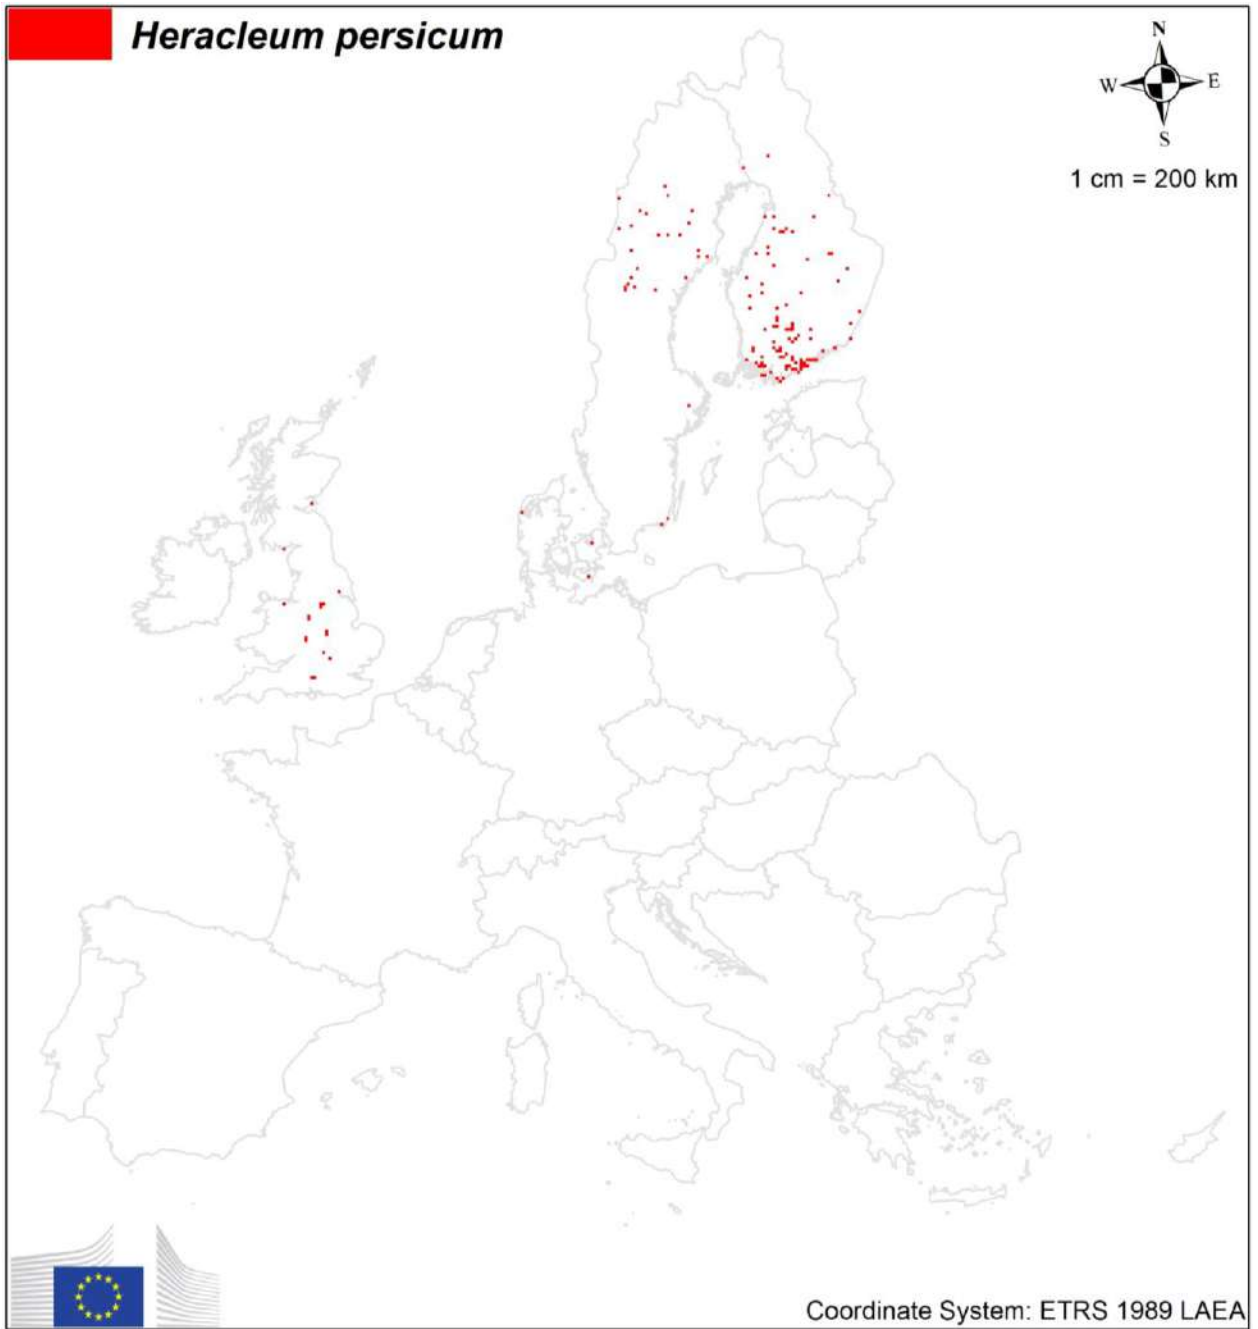 Heracleum persicum
N
W E
S
1 cm = 200 km
Coordinate System: ETRS 1989 LAEA